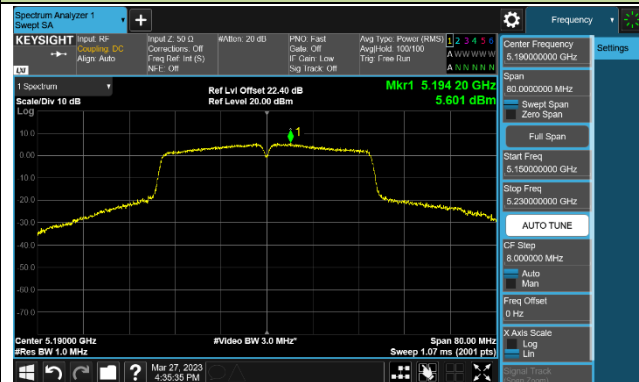 Spectrum Analyzer 1
Swept SA
Frequency
KEYSIGHT
Input: RF
Coupling: DC
Align: Auto
Input Z: 50 Ω
Corrections: Off
Freq Ref: Int (S)
NFE: Off
#Atten: 20 dB
PNO: Fast
Gate: Off
IF Gain: Low
Sig Track: Off
Avg Type: Power (RMS)
Avg|Hold: 100/100
Trig: Free Run
1 2 3 4 5 6
A W W W W W
A N N N N N
LXI
1 Spectrum
Scale/Div 10 dB
Log
Ref Lvl Offset 22.40 dB
Ref Level 20.00 dBm
Mkr1 5.194 20 GHz
5.601 dBm
1
10.0
0.00
-10.0
-20.0
-30.0
-40.0
-50.0
-60.0
-70.0
Center 5.19000 GHz
#Res BW 1.0 MHz
#Video BW 3.0 MHz*
Span 80.00 MHz
Sweep 1.07 ms (2001 pts)
Mar 27, 2023
4:35:35 PM
Center Frequency
5.190000000 GHz
Settings
Span
80.0000000 MHz
Swept Span
Zero Span
Full Span
Start Freq
5.150000000 GHz
Stop Freq
5.230000000 GHz
AUTO TUNE
CF Step
8.000000 MHz
Auto
Man
Freq Offset
0 Hz
X Axis Scale
Log
Lin
Signal Track
(Span Zoom)